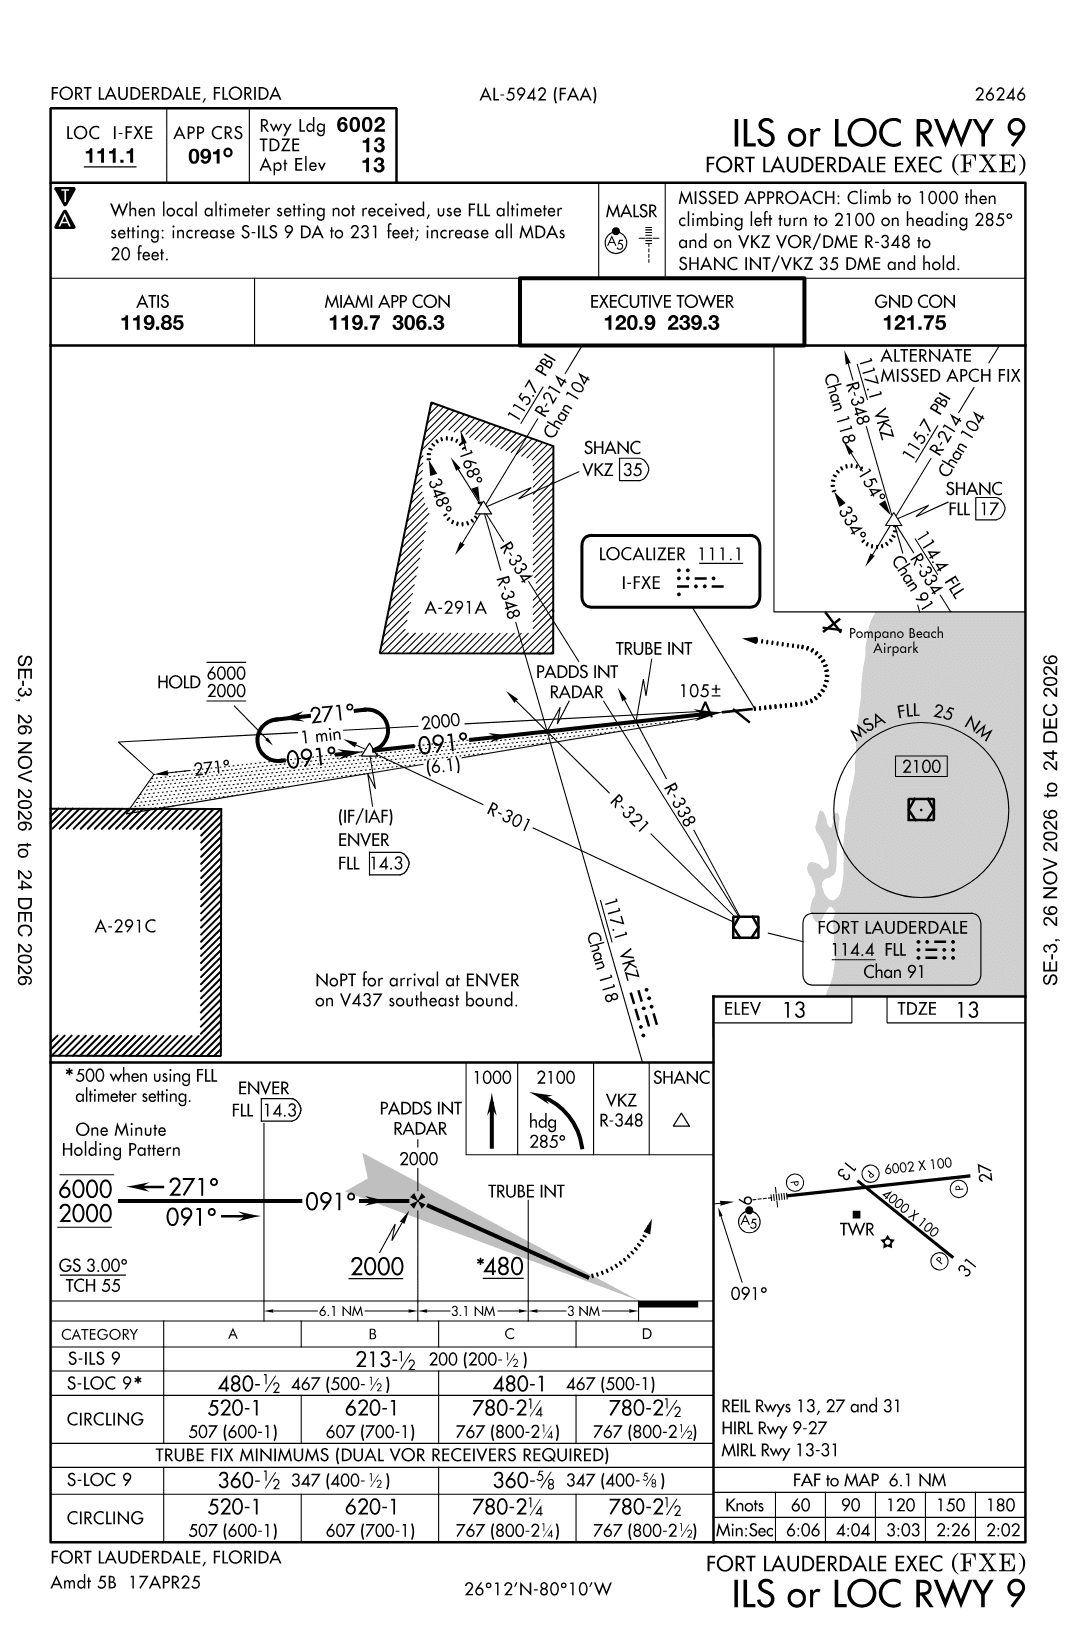 FORT LAUDERDALE, FLORIDA
AL-5942 (FAA)
26246
LOC I-FXE
111.1
APP CRS
091°
Rwy Ldg 6002
TDZE 13
Apt Elev 13
ILS or LOC RWY 9
FORT LAUDERDALE EXEC (FXE)
T
A
When local altimeter setting not received, use FLL altimeter
setting: increase S-ILS 9 DA to 231 feet; increase all MDAs
20 feet.
MALSR
A5
MISSED APPROACH: Climb to 1000 then
climbing left turn to 2100 on heading 285°
and on VKZ VOR/DME R-348 to
SHANC INT/VKZ 35 DME and hold.
ATIS
119.85
MIAMI APP CON
119.7 306.3
EXECUTIVE TOWER
120.9 239.3
GND CON
121.75
115.7 PBI
R-214
Chan 104
SHANC
VKZ 35
168°
348°
R-334
R-348
A-291A
LOCALIZER 111.1
I-FXE
ALTERNATE
MISSED APCH FIX
117.1 VKZ
R-348
Chan 118
115.7 PBI
R-214
Chan 104
154°
334°
SHANC
FLL 17
114.4 FLL
R-334
Chan 91
Pompano Beach
Airpark
TRUBE INT
PADDS INT
RADAR
105±
HOLD 6000
2000
271°
1 min
091°
2000
091°
(6.1)
271°
(IF/IAF)
ENVER
FLL 14.3
R-301
R-321
R-338
MSA FLL 25 NM
2100
A-291C
117.1 VKZ
Chan 118
FORT LAUDERDALE
114.4 FLL
Chan 91
NoPT for arrival at ENVER
on V437 southeast bound.
SE-3, 26 NOV 2026 to 24 DEC 2026
SE-3, 26 NOV 2026 to 24 DEC 2026
ELEV 13
TDZE 13
*500 when using FLL
altimeter setting.
One Minute
Holding Pattern
ENVER
FLL 14.3
PADDS INT
RADAR
2000
TRUBE INT
1000
2100
hdg
285°
VKZ
R-348
SHANC
6000
2000
271°
091°
091°
2000
*480
GS 3.00°
TCH 55
6.1 NM
3.1 NM
3 NM
13
P
6002 X 100
27
P
P
9
A5
4000 X 100
TWR
P
31
091°
REIL Rwys 13, 27 and 31
HIRL Rwy 9-27
MIRL Rwy 13-31
CATEGORY A B C D
S-ILS 9 213-½ 200 (200-½)
S-LOC 9* 480-½ 467 (500-½) 480-1 467 (500-1)
CIRCLING 520-1 620-1 780-2¼ 780-2½
507 (600-1) 607 (700-1) 767 (800-2¼) 767 (800-2½)
TRUBE FIX MINIMUMS (DUAL VOR RECEIVERS REQUIRED)
S-LOC 9 360-½ 347 (400-½) 360-⅝ 347 (400-⅝)
CIRCLING 520-1 620-1 780-2¼ 780-2½
507 (600-1) 607 (700-1) 767 (800-2¼) 767 (800-2½)
FAF to MAP 6.1 NM
Knots 60 90 120 150 180
Min:Sec 6:06 4:04 3:03 2:26 2:02
FORT LAUDERDALE, FLORIDA
Amdt 5B 17APR25
26°12'N-80°10'W
FORT LAUDERDALE EXEC (FXE)
ILS or LOC RWY 9